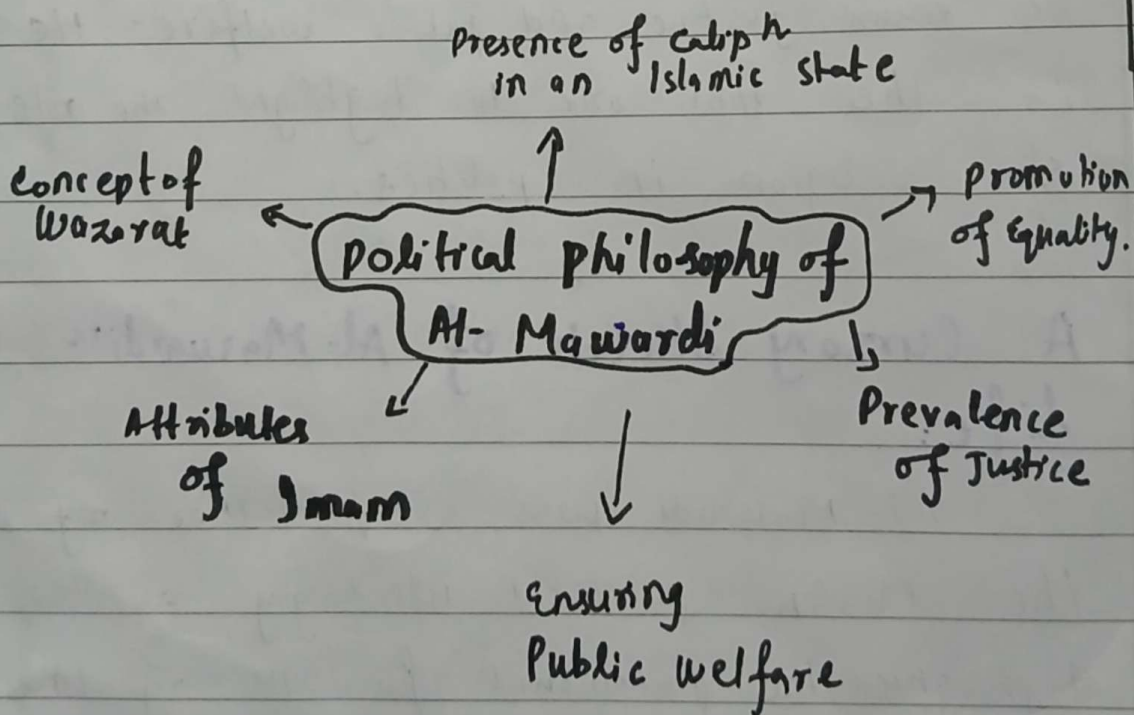 Presence of Caliph
in an Islamic state
Concept of
Wazarat
Promotion
of Equality.
Political Philosophy of
Al-Mawardi
Attributes
of Imam
Prevalence
of Justice
Ensuring
Public welfare